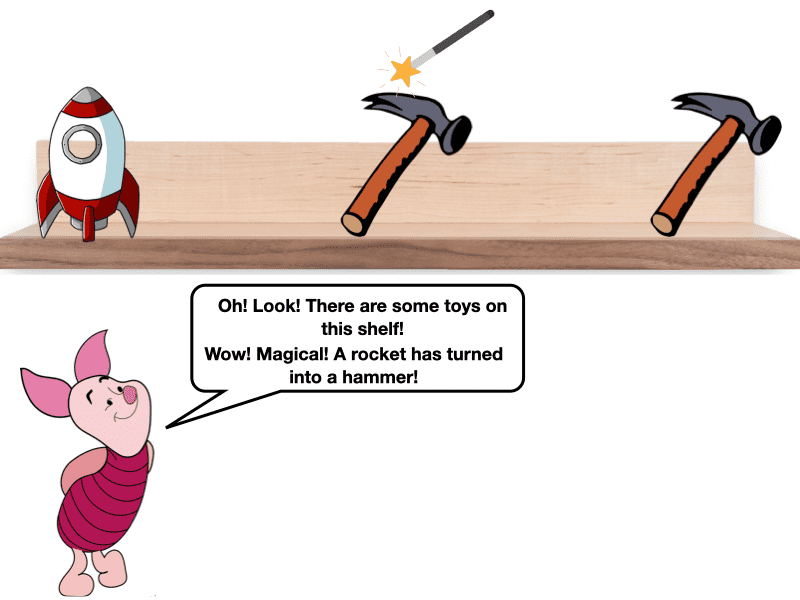 Oh! Look! There are some toys on
this shelf!
Wow! Magical! A rocket has turned
into a hammer!